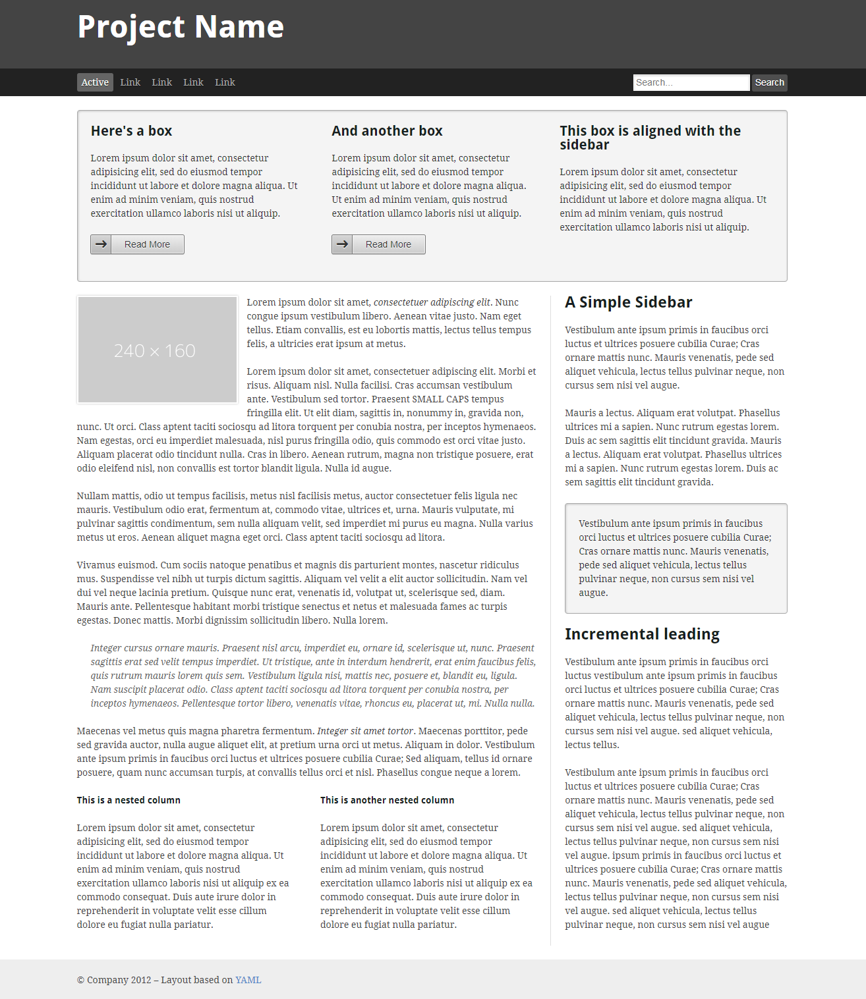 Project Name
Active Link Link Link Link
Search... Search
Here's a box
Lorem ipsum dolor sit amet, consectetur
adipisicing elit, sed do eiusmod tempor
incididunt ut labore et dolore magna aliqua. Ut
enim ad minim veniam, quis nostrud
exercitation ullamco laboris nisi ut aliquip.
→ Read More
And another box
Lorem ipsum dolor sit amet, consectetur
adipisicing elit, sed do eiusmod tempor
incididunt ut labore et dolore magna aliqua.
Ut enim ad minim veniam, quis nostrud
exercitation ullamco laboris nisi ut aliquip.
→ Read More
This box is aligned with the
sidebar
Lorem ipsum dolor sit amet, consectetur
adipisicing elit, sed do eiusmod tempor
incididunt ut labore et dolore magna aliqua. Ut
enim ad minim veniam, quis nostrud
exercitation ullamco laboris nisi ut aliquip.
240 × 160
Lorem ipsum dolor sit amet, consectetuer adipiscing elit. Nunc
congue ipsum vestibulum libero. Aenean vitae justo. Nam eget
tellus. Etiam convallis, est eu lobortis mattis, lectus tellus tempus
felis, a ultricies erat ipsum at metus.
Lorem ipsum dolor sit amet, consectetuer adipiscing elit. Morbi et
risus. Aliquam nisl. Nulla facilisi. Cras accumsan vestibulum
ante. Vestibulum sed tortor. Praesent SMALL CAPS tempus
fringilla elit. Ut elit diam, sagittis in, nonummy in, gravida non,
nunc. Ut orci. Class aptent taciti sociosqu ad litora torquent per conubia nostra, per inceptos hymenaeos.
Nam egestas, orci eu imperdiet malesuada, nisl purus fringilla odio, quis commodo est orci vitae justo.
Aliquam placerat odio tincidunt nulla. Cras in libero. Aenean rutrum, magna non tristique posuere, erat
odio eleifend nisl, non convallis est tortor blandit ligula. Nulla id augue.
Nullam mattis, odio ut tempus facilisis, metus nisl facilisis metus, auctor consectetuer felis ligula nec
mauris. Vestibulum odio erat, fermentum at, commodo vitae, ultrices et, urna. Mauris vulputate, mi
pulvinar sagittis condimentum, sem nulla aliquam velit, sed imperdiet mi purus eu magna. Nulla varius
metus ut eros. Aenean aliquet magna eget orci. Class aptent taciti sociosqu ad litora.
Vivamus euismod. Cum sociis natoque penatibus et magnis dis parturient montes, nascetur ridiculus
mus. Suspendisse vel nibh ut turpis dictum sagittis. Aliquam vel velit a elit auctor sollicitudin. Nam vel
dui vel neque lacinia pretium. Quisque nunc erat, venenatis id, volutpat ut, scelerisque sed, diam.
Mauris ante. Pellentesque habitant morbi tristique senectus et netus et malesuada fames ac turpis
egestas. Donec mattis. Morbi dignissim sollicitudin libero. Nulla lorem.
Integer cursus ornare mauris. Praesent nisl arcu, imperdiet eu, ornare id, scelerisque ut, nunc. Praesent
sagittis erat sed velit tempus imperdiet. Ut tristique, ante in interdum hendrerit, erat enim faucibus felis,
quis rutrum mauris lorem quis sem. Vestibulum ligula nisi, mattis nec, posuere et, blandit eu, ligula.
Nam suscipit placerat odio. Class aptent taciti sociosqu ad litora torquent per conubia nostra, per
inceptos hymenaeos. Pellentesque tortor libero, venenatis vitae, rhoncus eu, placerat ut, mi. Nulla nulla.
Maecenas vel metus quis magna pharetra fermentum. Integer sit amet tortor. Maecenas porttitor, pede
sed gravida auctor, nulla augue aliquet elit, at pretium urna orci ut metus. Aliquam in dolor. Vestibulum
ante ipsum primis in faucibus orci luctus et ultrices posuere cubilia Curae; Sed aliquam, tellus id ornare
posuere, quam nunc accumsan turpis, at convallis tellus orci et nisl. Phasellus congue neque a lorem.
This is a nested column
Lorem ipsum dolor sit amet, consectetur
adipisicing elit, sed do eiusmod tempor
incididunt ut labore et dolore magna aliqua. Ut
enim ad minim veniam, quis nostrud
exercitation ullamco laboris nisi ut aliquip ex ea
commodo consequat. Duis aute irure dolor in
reprehenderit in voluptate velit esse cillum
dolore eu fugiat nulla pariatur.
This is another nested column
Lorem ipsum dolor sit amet, consectetur
adipisicing elit, sed do eiusmod tempor
incididunt ut labore et dolore magna aliqua. Ut
enim ad minim veniam, quis nostrud
exercitation ullamco laboris nisi ut aliquip ex ea
commodo consequat. Duis aute irure dolor in
reprehenderit in voluptate velit esse cillum
dolore eu fugiat nulla pariatur.
A Simple Sidebar
Vestibulum ante ipsum primis in faucibus orci
luctus et ultrices posuere cubilia Curae; Cras
ornare mattis nunc. Mauris venenatis, pede sed
aliquet vehicula, lectus tellus pulvinar neque, non
cursus sem nisi vel augue.
Mauris a lectus. Aliquam erat volutpat. Phasellus
ultrices mi a sapien. Nunc rutrum egestas lorem.
Duis ac sem sagittis elit tincidunt gravida. Mauris
a lectus. Aliquam erat volutpat. Phasellus ultrices
mi a sapien. Nunc rutrum egestas lorem. Duis ac
sem sagittis elit tincidunt gravida.
Vestibulum ante ipsum primis in faucibus
orci luctus et ultrices posuere cubilia Curae;
Cras ornare mattis nunc. Mauris venenatis,
pede sed aliquet vehicula, lectus tellus
pulvinar neque, non cursus sem nisi vel
augue.
Incremental leading
Vestibulum ante ipsum primis in faucibus orci
luctus vestibulum ante ipsum primis in faucibus
orci luctus et ultrices posuere cubilia Curae; Cras
ornare mattis nunc. Mauris venenatis, pede sed
aliquet vehicula, lectus tellus pulvinar neque, non
cursus sem nisi vel augue. sed aliquet vehicula,
lectus tellus.
Vestibulum ante ipsum primis in faucibus orci
luctus et ultrices posuere cubilia Curae; Cras
ornare mattis nunc. Mauris venenatis, pede sed
aliquet vehicula, lectus tellus pulvinar neque, non
cursus sem nisi vel augue. sed aliquet vehicula,
lectus tellus pulvinar neque, non cursus sem nisi
vel augue. ipsum primis in faucibus orci luctus et
ultrices posuere cubilia Curae; Cras ornare mattis
nunc. Mauris venenatis, pede sed aliquet vehicula,
lectus tellus pulvinar neque, non cursus sem nisi
vel augue. sed aliquet vehicula, lectus tellus
pulvinar neque, non cursus sem nisi vel augue
© Company 2012 – Layout based on YAML